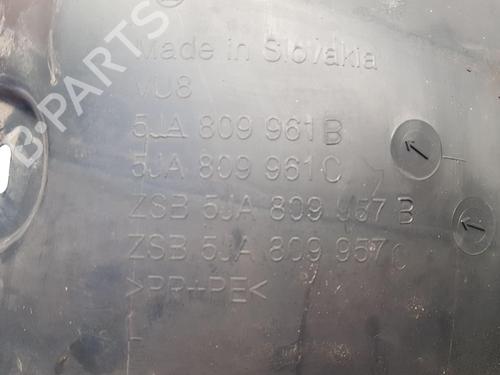 B-PARTS
Made in Slovakia
VU8
5JA 809 961 B
5JA 809 961 C
ZSB 5JA 809 957 B
ZSB 5JA 809 957 C
>PP+PE<